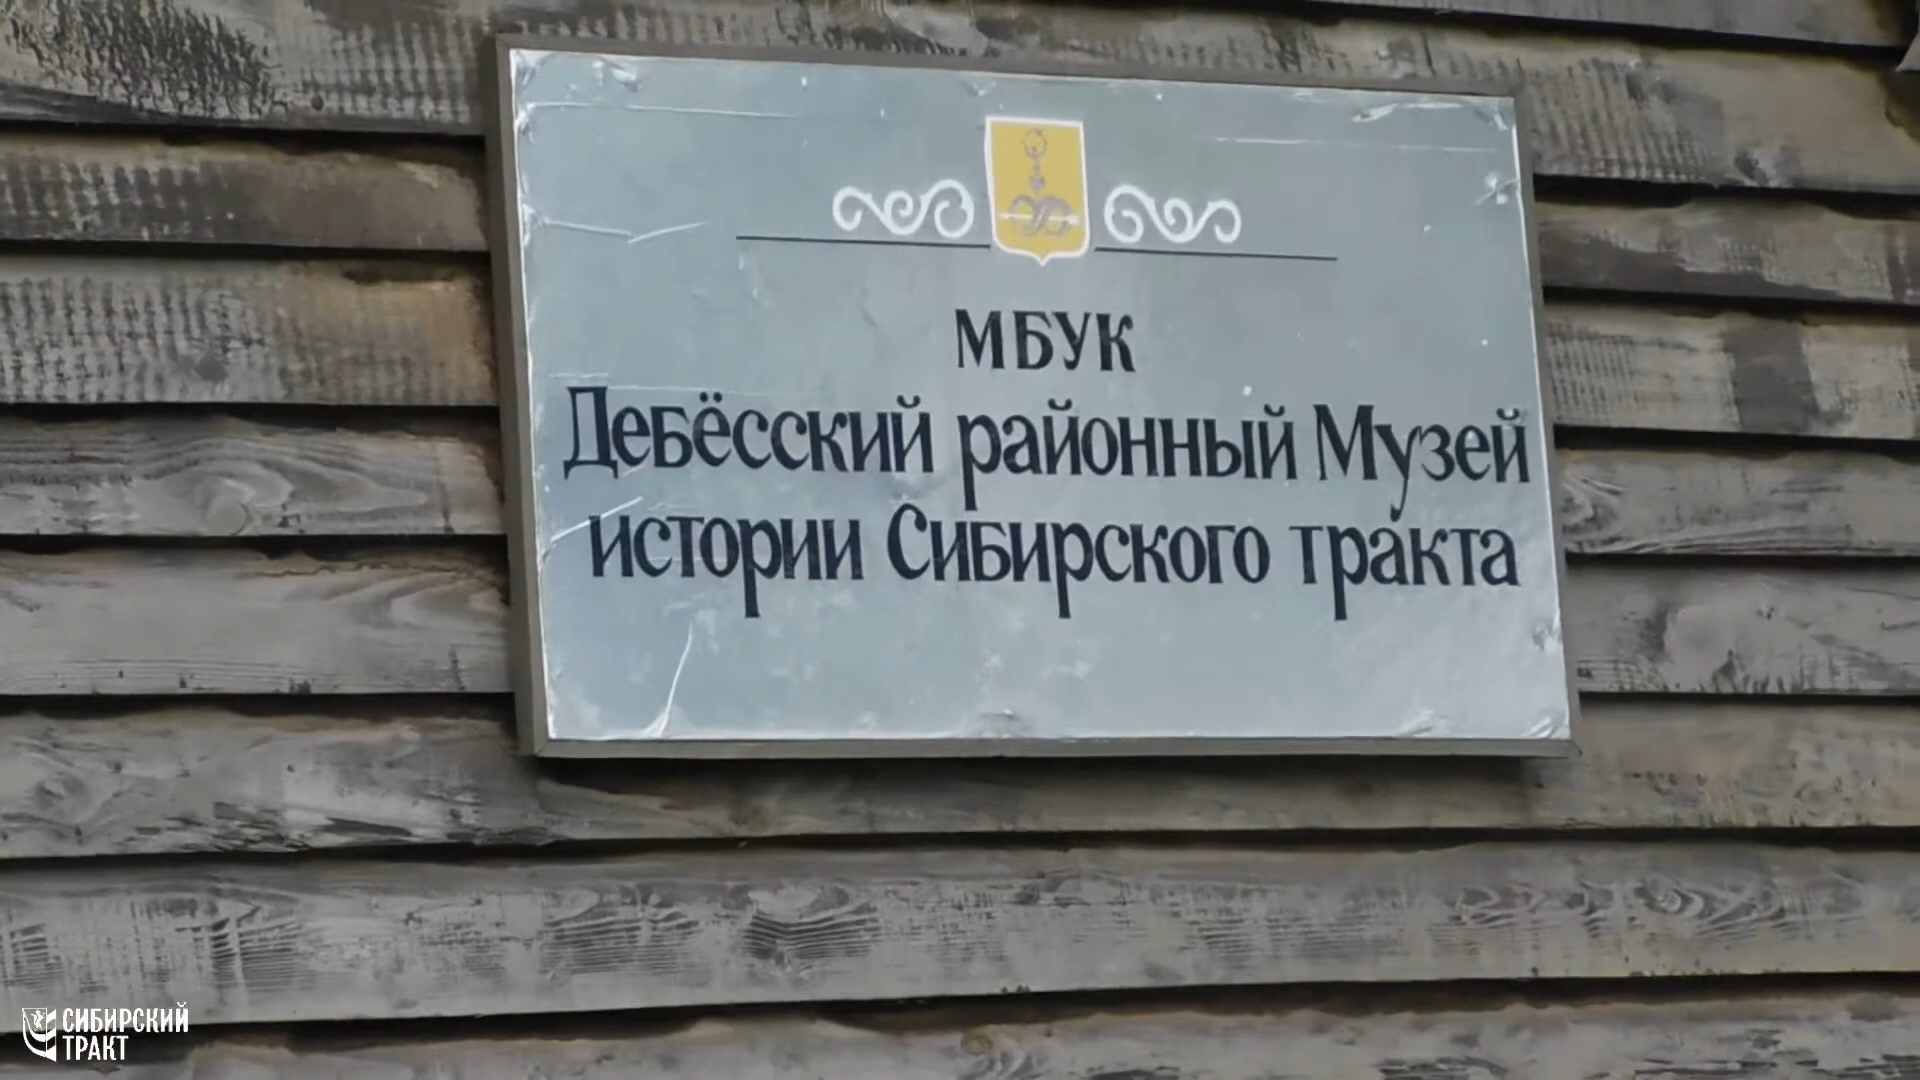 МБУК
Дебёсский районный Музей
истории Сибирского тракта
СИБИРСКИЙ
ТРАКТ